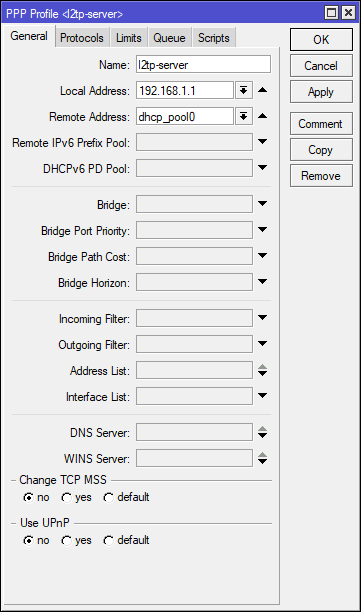 PPP Profile <l2tp-server>
General Protocols Limits Queue Scripts
OK
Name: l2tp-server
Cancel
Local Address: 192.168.1.1
Apply
Remote Address: dhcp_pool0
Comment
Remote IPv6 Prefix Pool:
Copy
DHCPv6 PD Pool:
Remove
Bridge:
Bridge Port Priority:
Bridge Path Cost:
Bridge Horizon:
Incoming Filter:
Outgoing Filter:
Address List:
Interface List:
DNS Server:
WINS Server:
Change TCP MSS
no yes default
Use UPnP
no yes default